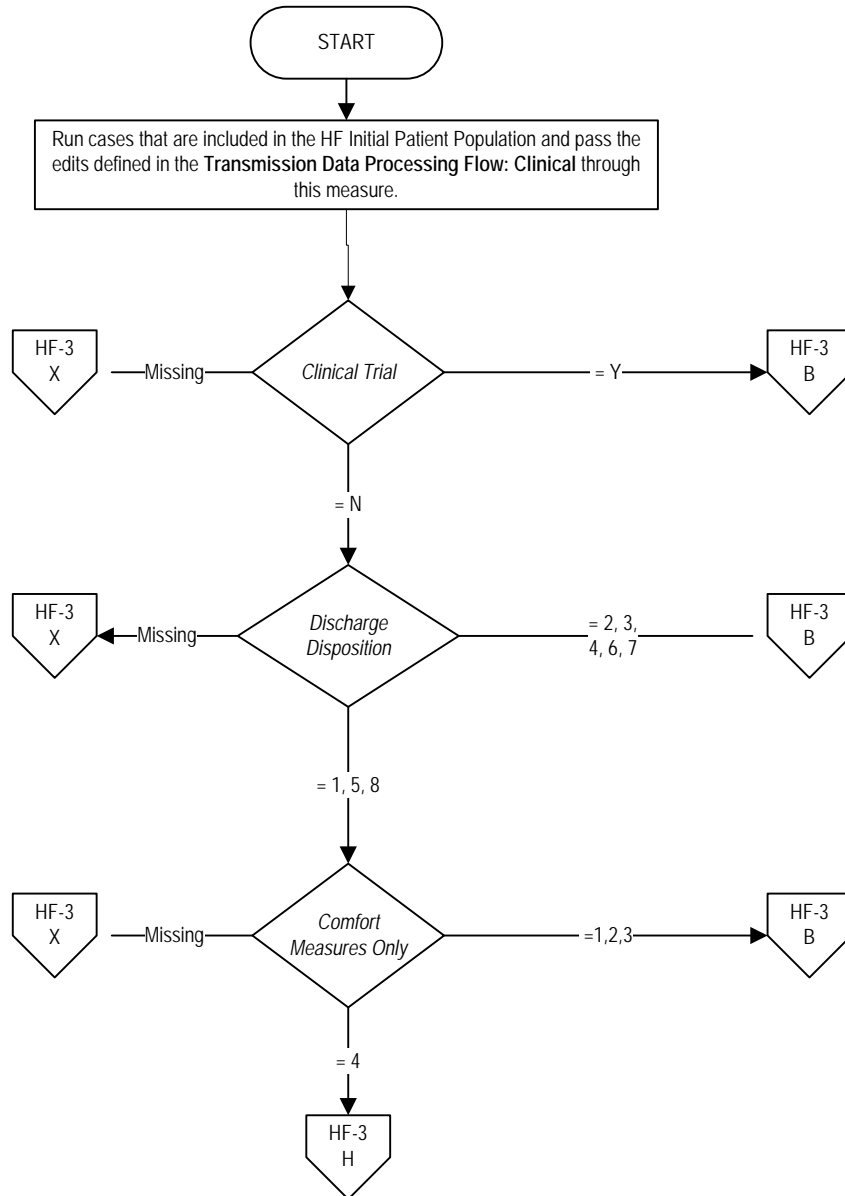 START
Run cases that are included in the HF Initial Patient Population and pass the
edits defined in the Transmission Data Processing Flow: Clinical through
this measure.
HF-3
X
Missing
Clinical Trial
= Y
HF-3
B
= N
HF-3
X
Missing
Discharge
Disposition
= 2, 3,
4, 6, 7
HF-3
B
= 1, 5, 8
HF-3
X
Missing
Comfort
Measures Only
=1,2,3
HF-3
B
= 4
HF-3
H